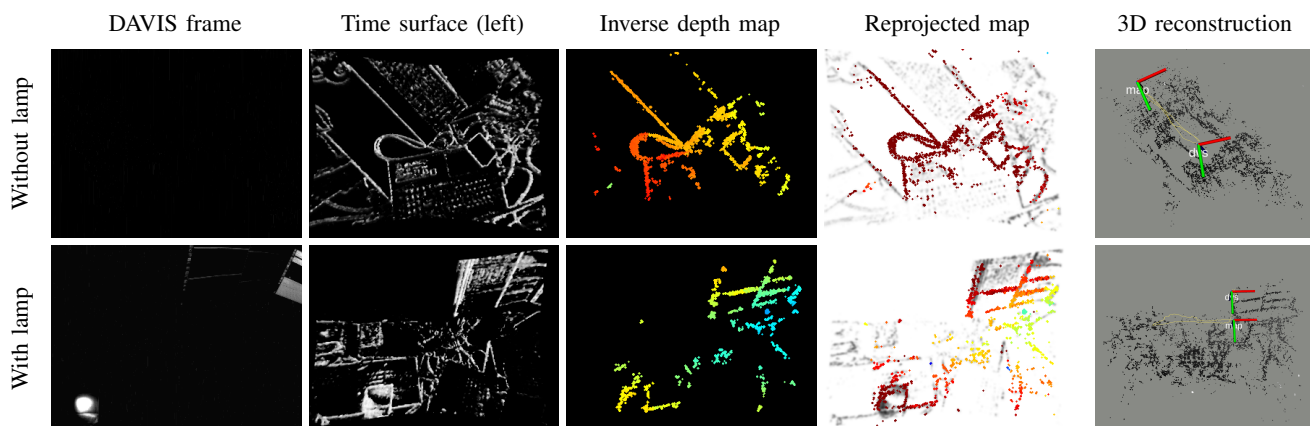 DAVIS frame Time surface (left) Inverse depth map Reprojected map 3D reconstruction
Without lamp
map
dvs
With lamp
dvs
map